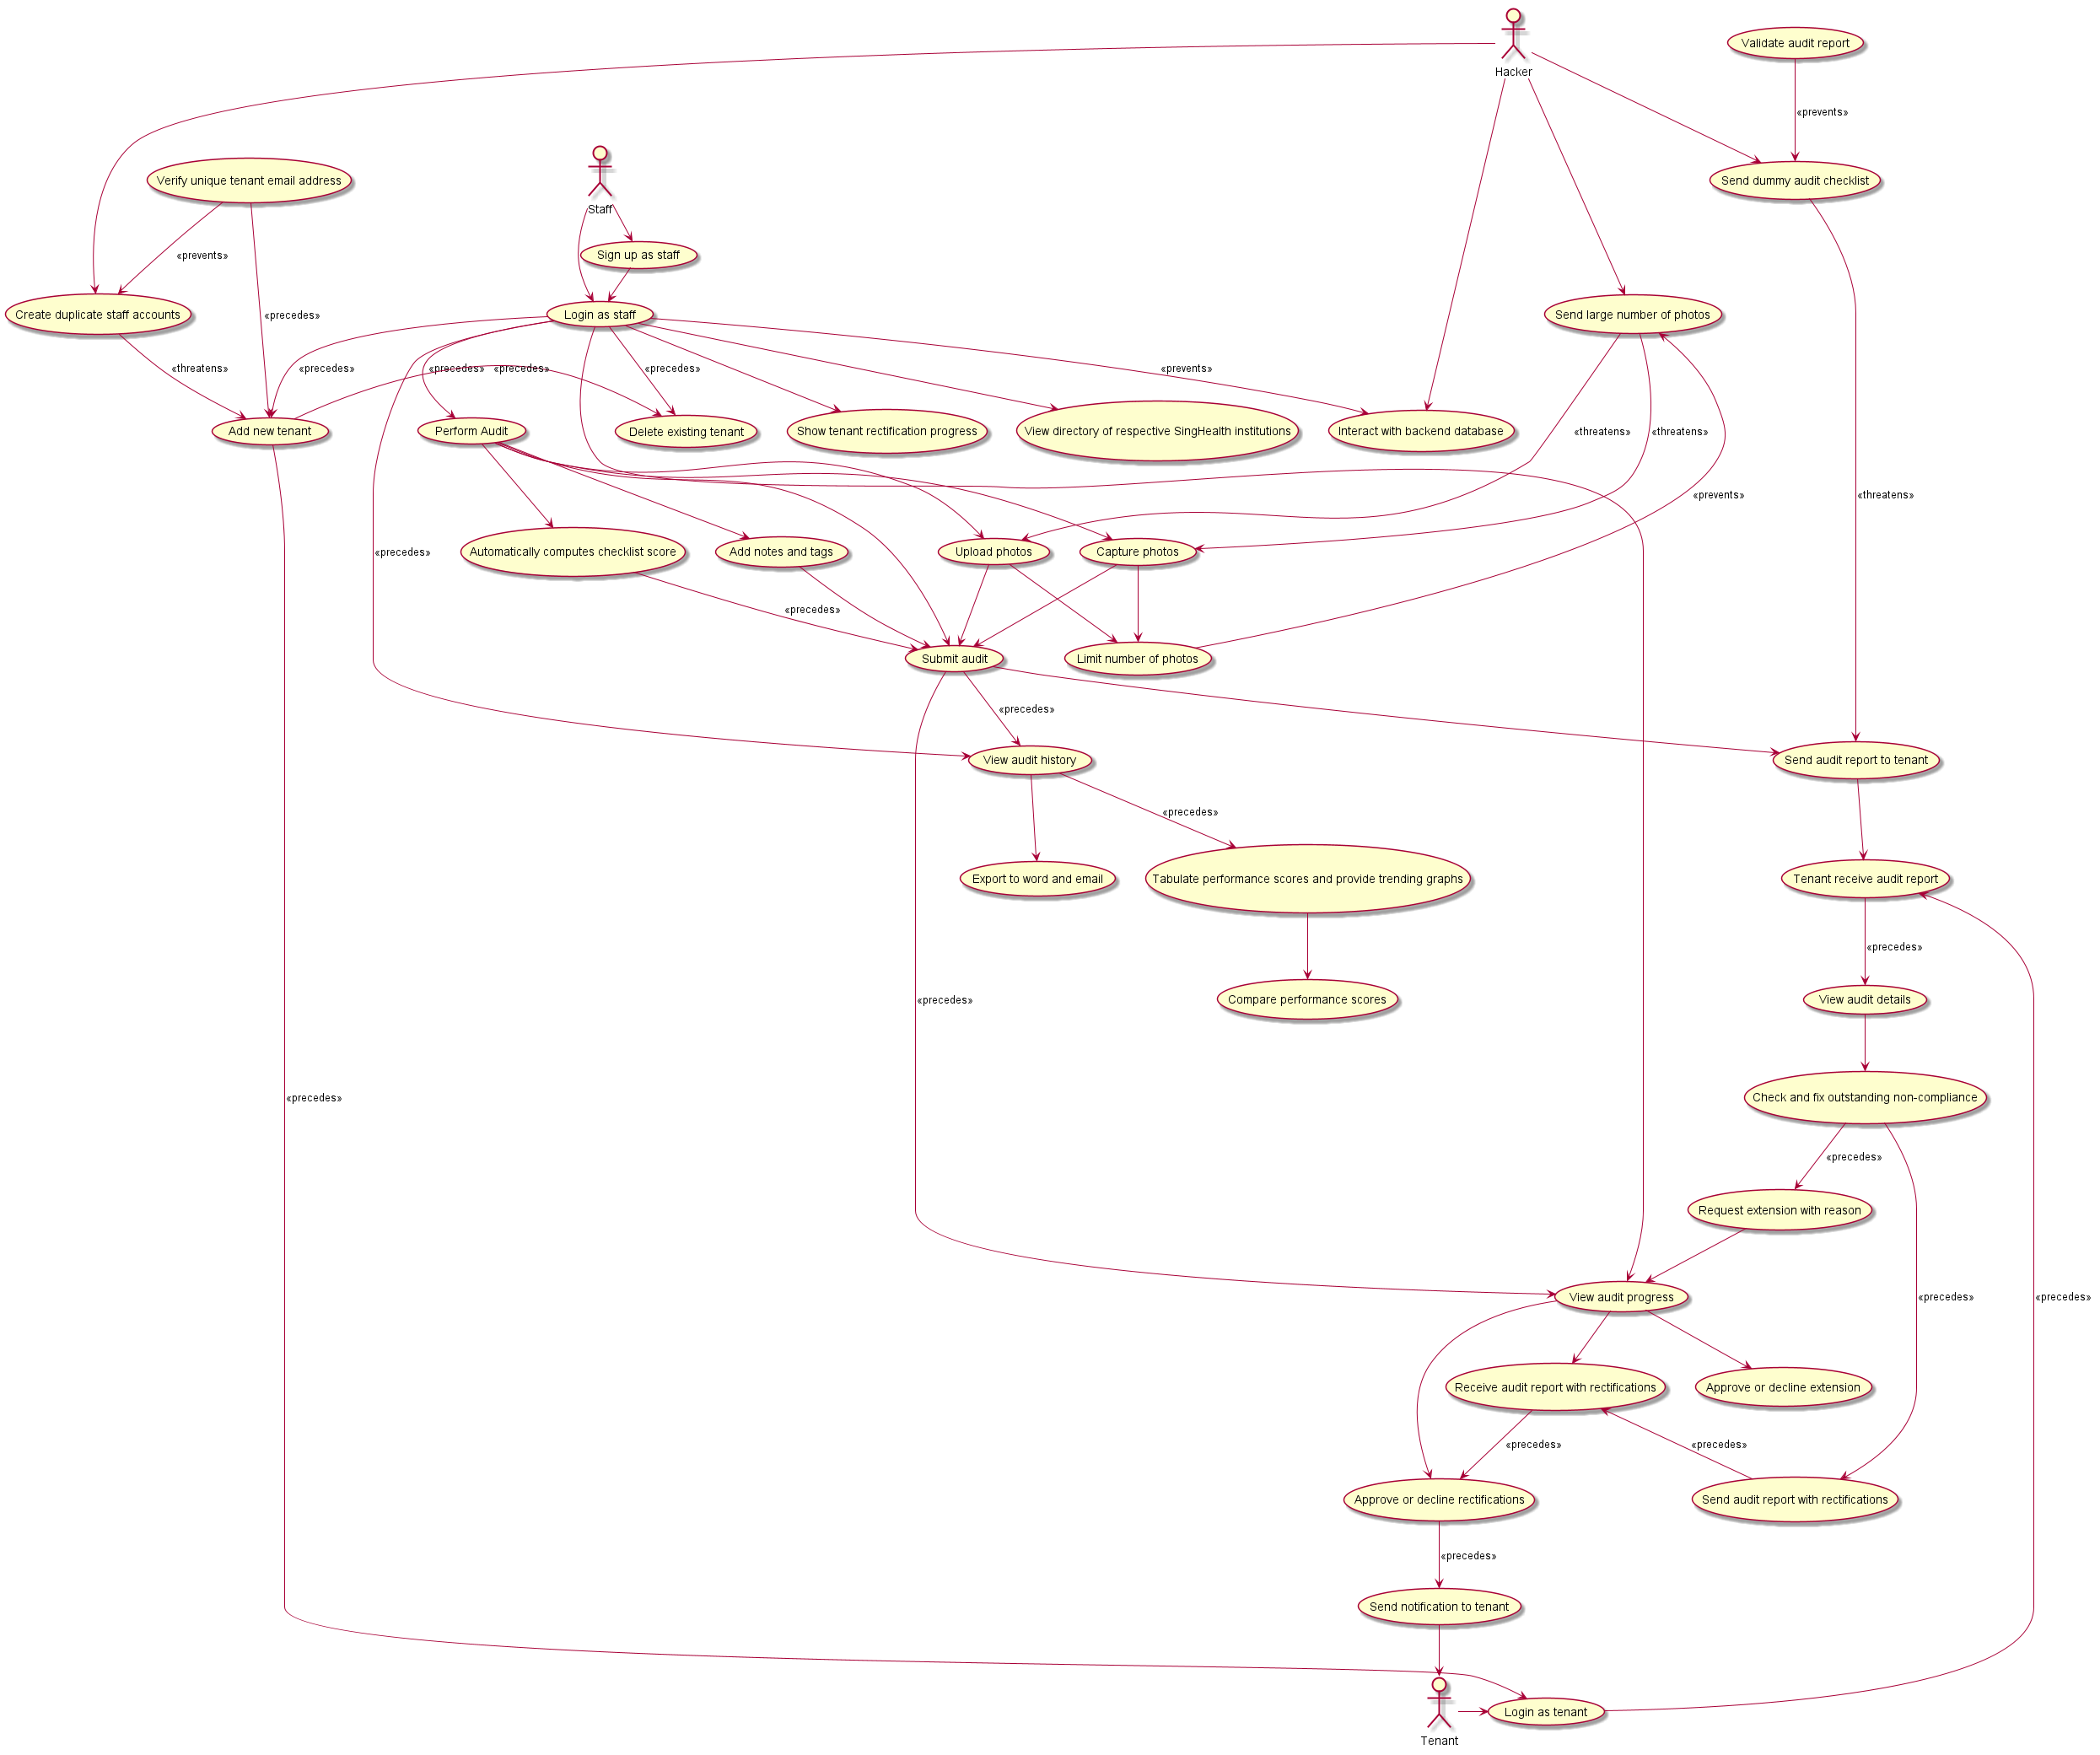 Hacker
Validate audit report
«prevents»
Verify unique tenant email address
Staff
Send dummy audit checklist
Sign up as staff
«prevents»
Create duplicate staff accounts
«precedes»
Login as staff
Send large number of photos
«threatens»
«precedes»
«precedes»
«precedes»
«precedes»
«prevents»
Add new tenant
Perform Audit
Delete existing tenant
Show tenant rectification progress
View directory of respective SingHealth institutions
Interact with backend database
«threatens»
«threatens»
«prevents»
«threatens»
«precedes»
Automatically computes checklist score
Add notes and tags
Upload photos
Capture photos
«precedes»
Submit audit
Limit number of photos
«precedes»
View audit history
Send audit report to tenant
«precedes»
Export to word and email
Tabulate performance scores and provide trending graphs
Tenant receive audit report
«precedes»
«precedes»
Compare performance scores
View audit details
«precedes»
Check and fix outstanding non-compliance
«precedes»
Request extension with reason
View audit progress
«precedes»
«precedes»
Receive audit report with rectifications
Approve or decline extension
«precedes»
«precedes»
Approve or decline rectifications
Send audit report with rectifications
«precedes»
Send notification to tenant
Login as tenant
Tenant